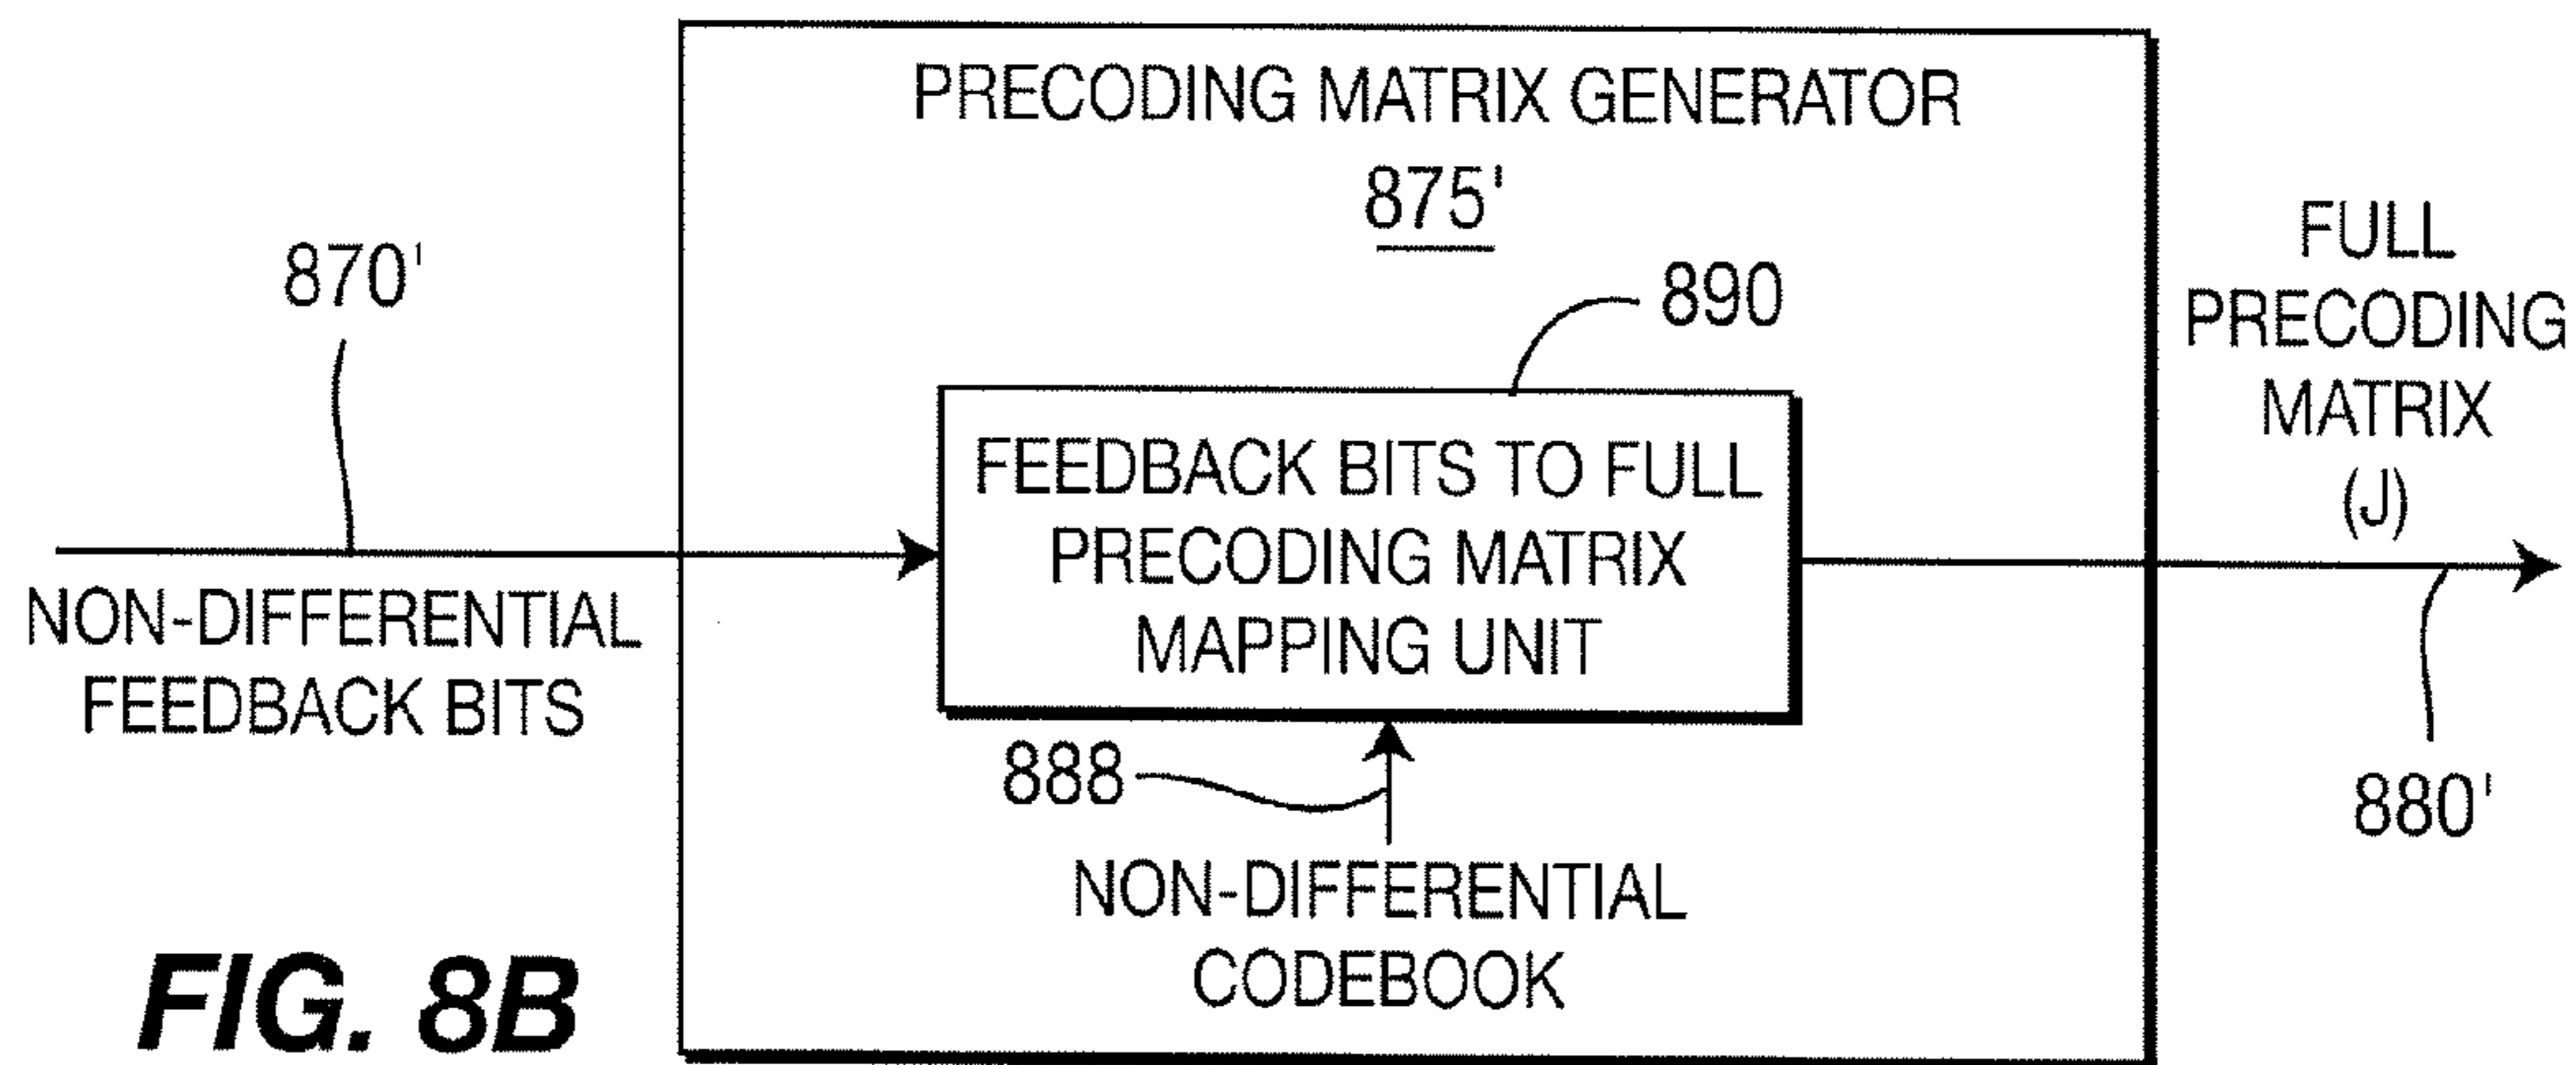 PRECODING MATRIX GENERATOR
875'
870'
890
FULL
PRECODING
MATRIX
(J)
FEEDBACK BITS TO FULL
PRECODING MATRIX
MAPPING UNIT
NON-DIFFERENTIAL
FEEDBACK BITS
888
880'
NON-DIFFERENTIAL
CODEBOOK
FIG. 8B